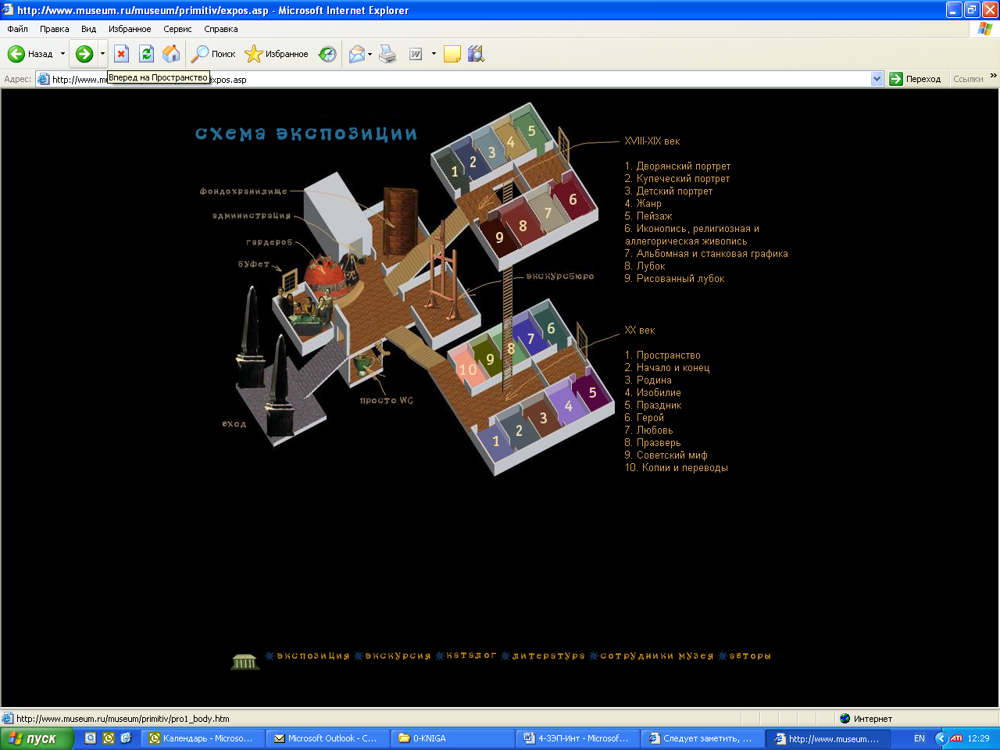 http://www.museum.ru/museum/primitiv/expos.asp - Microsoft Internet Explorer
Файл Правка Вид Избранное Сервис Справка
Назад Поиск Избранное
Адрес: http://www.m expos.asp Переход Ссылки »
Вперед на Пространство
схема экспозиции
фондохранилище
администрация
гардероб
буфет
экскурсбюро
просто WC
вход
1 2 3 4 5
6 7 8 9
XVIII-XIX век
1. Дворянский портрет
2. Купеческий портрет
3. Детский портрет
4. Жанр
5. Пейзаж
6. Иконопись, религиозная и
аллегорическая живопись
7. Альбомная и станковая графика
8. Лубок
9. Рисованный лубок
10 9 8 7 6
1 2 3 4 5
XX век
1. Пространство
2. Начало и конец
3. Родина
4. Изобилие
5. Праздник
6. Герой
7. Любовь
8. Празверь
9. Советский миф
10. Копии и переводы
экспозиция экскурсия каталог литература сотрудники музея авторы
http://www.museum.ru/museum/primitiv/pro1_body.htm Интернет
пуск Календарь - Microso... Microsoft Outlook - С... 0-KNIGA 4-ЗЭП-Инт - Microsof... Следует заметить, ... http://www.museum.... EN ATI 12:29